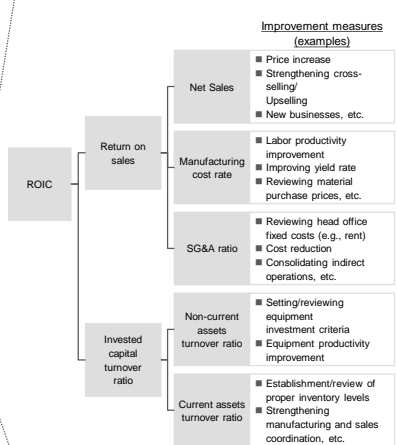 Improvement measures
(examples)
ROIC
Return on
sales
Net Sales
■ Price increase
■ Strengthening cross-
selling/
Upselling
■ New businesses, etc.
Manufacturing
cost rate
■ Labor productivity
improvement
■ Improving yield rate
■ Reviewing material
purchase prices, etc.
SG&A ratio
■ Reviewing head office
fixed costs (e.g., rent)
■ Cost reduction
■ Consolidating indirect
operations, etc.
Invested
capital
turnover
ratio
Non-current
assets
turnover ratio
■ Setting/reviewing
equipment
investment criteria
■ Equipment productivity
improvement
Current assets
turnover ratio
■ Establishment/review of
proper inventory levels
■ Strengthening
manufacturing and sales
coordination, etc.